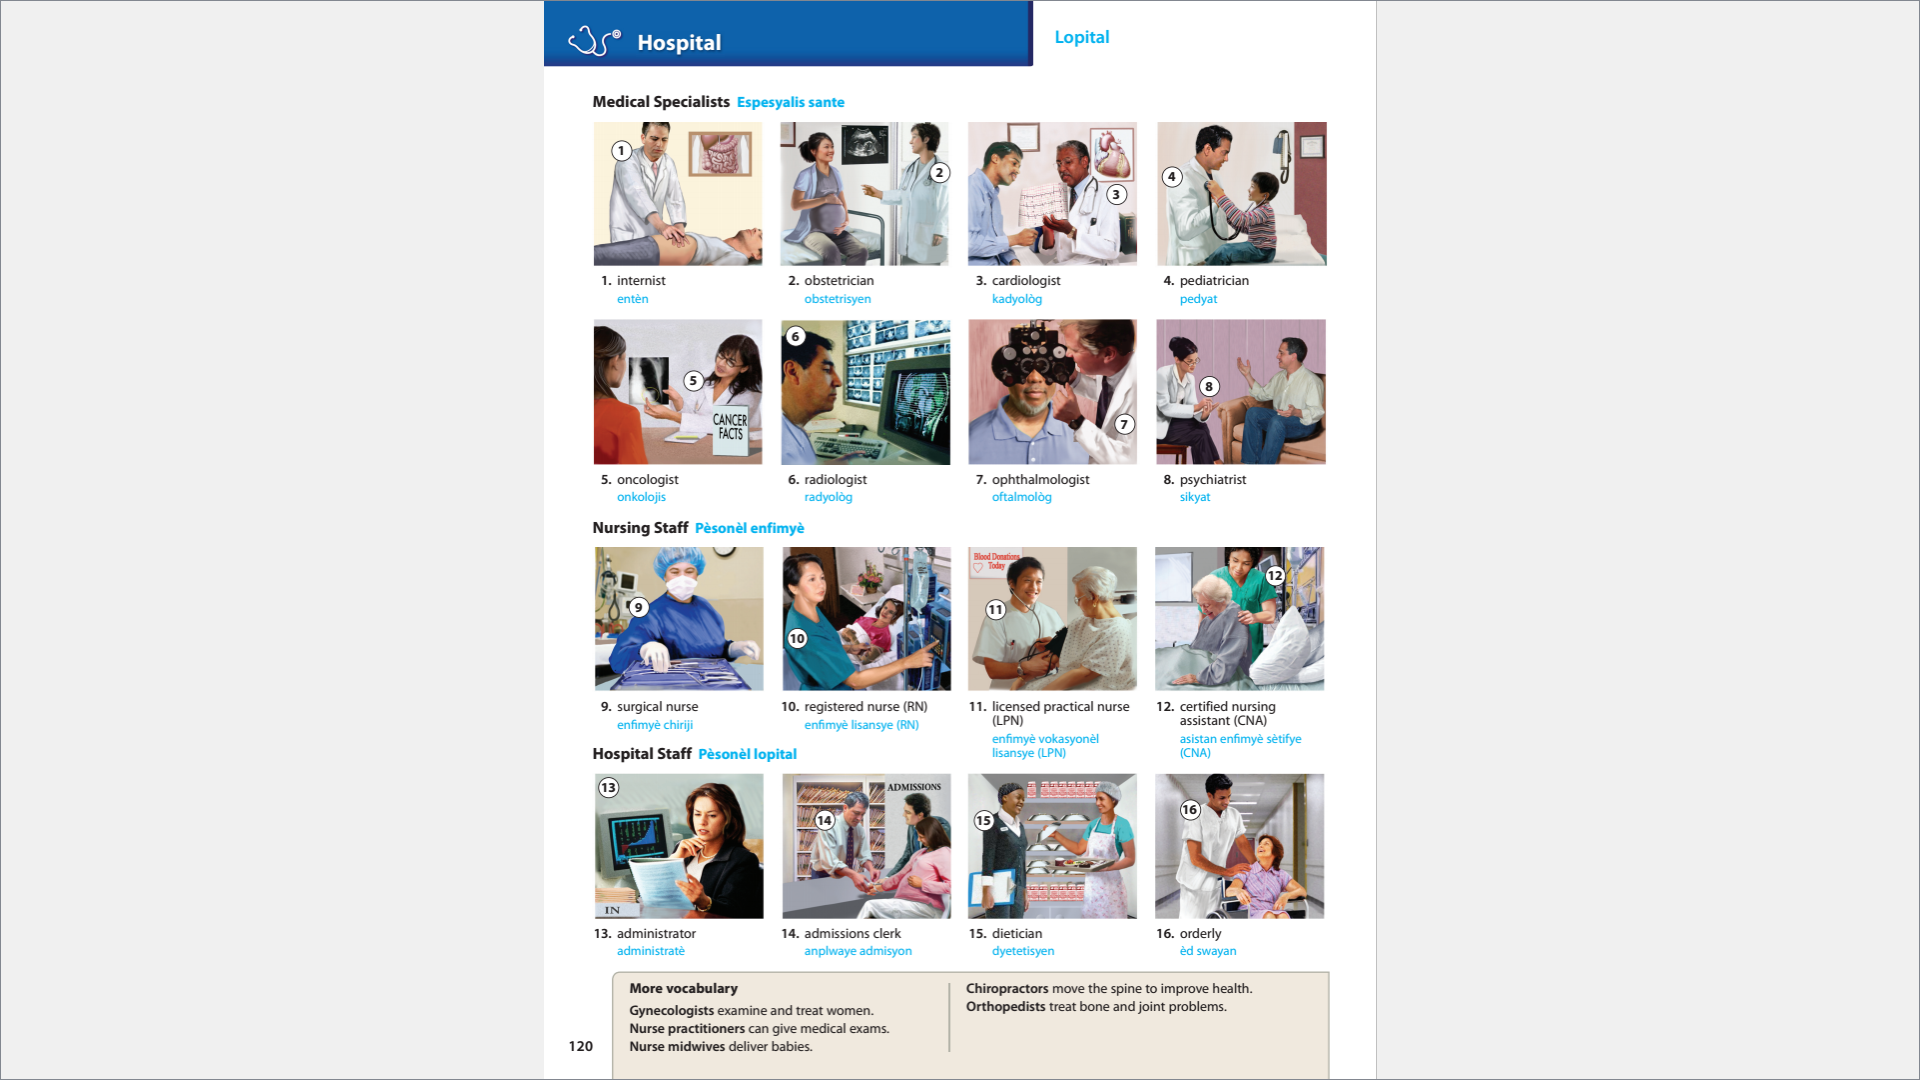 Hospital
Lopital
Medical Specialists Espesyalis sante
1
2
3
4
1. internist
entèn
2. obstetrician
obstetrisyen
3. cardiologist
kadyològ
4. pediatrician
pedyat
5
CANCER
FACTS
6
7
8
5. oncologist
onkolojis
6. radiologist
radyològ
7. ophthalmologist
oftalmològ
8. psychiatrist
sikyat
Nursing Staff Pèsonèl enfimyè
9
10
Blood Donations
Today
11
12
9. surgical nurse
enfimyè chiriji
10. registered nurse (RN)
enfimyè lisansye (RN)
11. licensed practical nurse
(LPN)
enfimyè vokasyonèl
lisansye (LPN)
12. certified nursing
assistant (CNA)
asistan enfimyè sètifye
(CNA)
Hospital Staff Pèsonèl lopital
13
IN
14
ADMISSIONS
15
16
13. administrator
administratè
14. admissions clerk
anplwaye admisyon
15. dietician
dyetetisyen
16. orderly
èd swayan
More vocabulary
Gynecologists examine and treat women.
Nurse practitioners can give medical exams.
Nurse midwives deliver babies.
Chiropractors move the spine to improve health.
Orthopedists treat bone and joint problems.
120